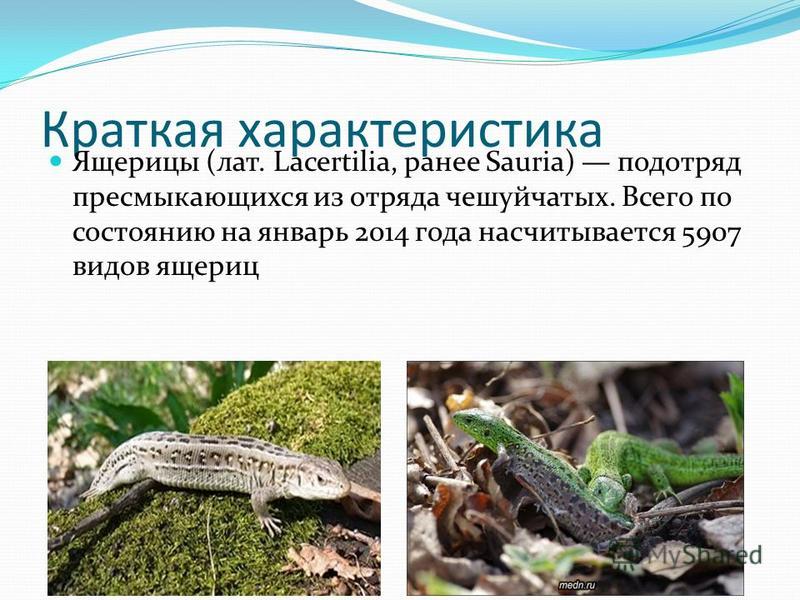 Краткая характеристика
Ящерицы (лат. Lacertilia, ранее Sauria) — подотряд
пресмыкающихся из отряда чешуйчатых. Всего по
состоянию на январь 2014 года насчитывается 5907
видов ящериц
MyShared
medn.ru